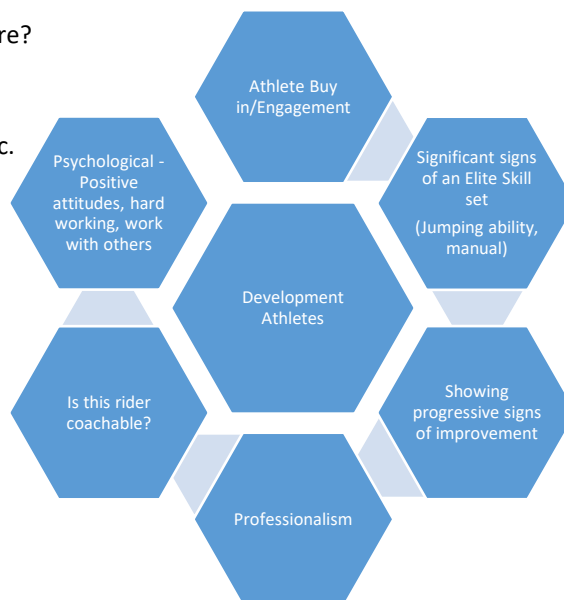 re?
c.
Athlete Buy
in/Engagement
Psychological -
Positive
attitudes, hard
working, work
with others
Significant signs
of an Elite Skill
set
(Jumping ability,
manual)
Development
Athletes
Is this rider
coachable?
Showing
progressive signs
of improvement
Professionalism